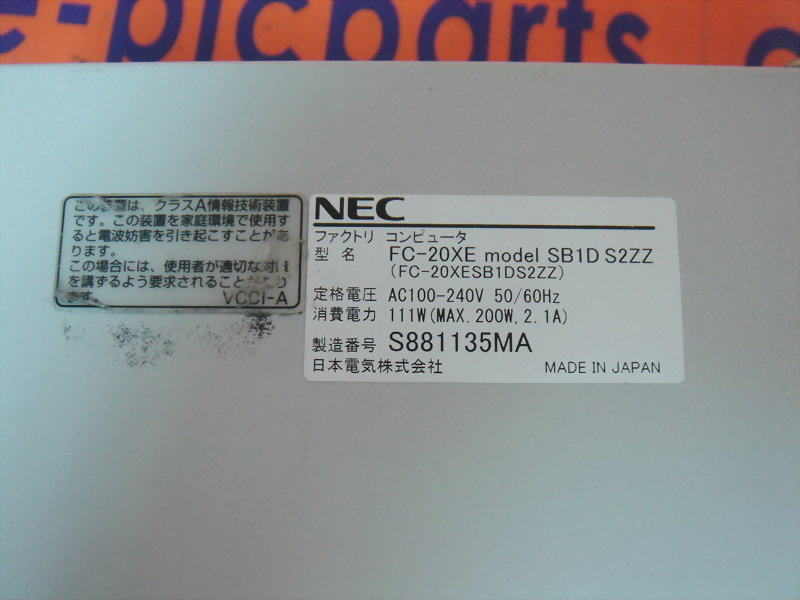 e-plcparts.c
この装置は、クラスA情報技術装置
です。この装置を家庭環境で使用す
ると電波妨害を引き起こすことがあ
ります。
この場合には、使用者が適切な対策
を講ずるよう要求されることがあり
ます。
VCCI-A
NEC
ファクトリ コンピュータ
型 名 FC-20XE model SB1D S2ZZ
(FC-20XESB1DS2ZZ)
定格電圧 AC100-240V 50/60Hz
消費電力 111W(MAX. 200W, 2.1A)
製造番号 S881135MA
日本電気株式会社 MADE IN JAPAN